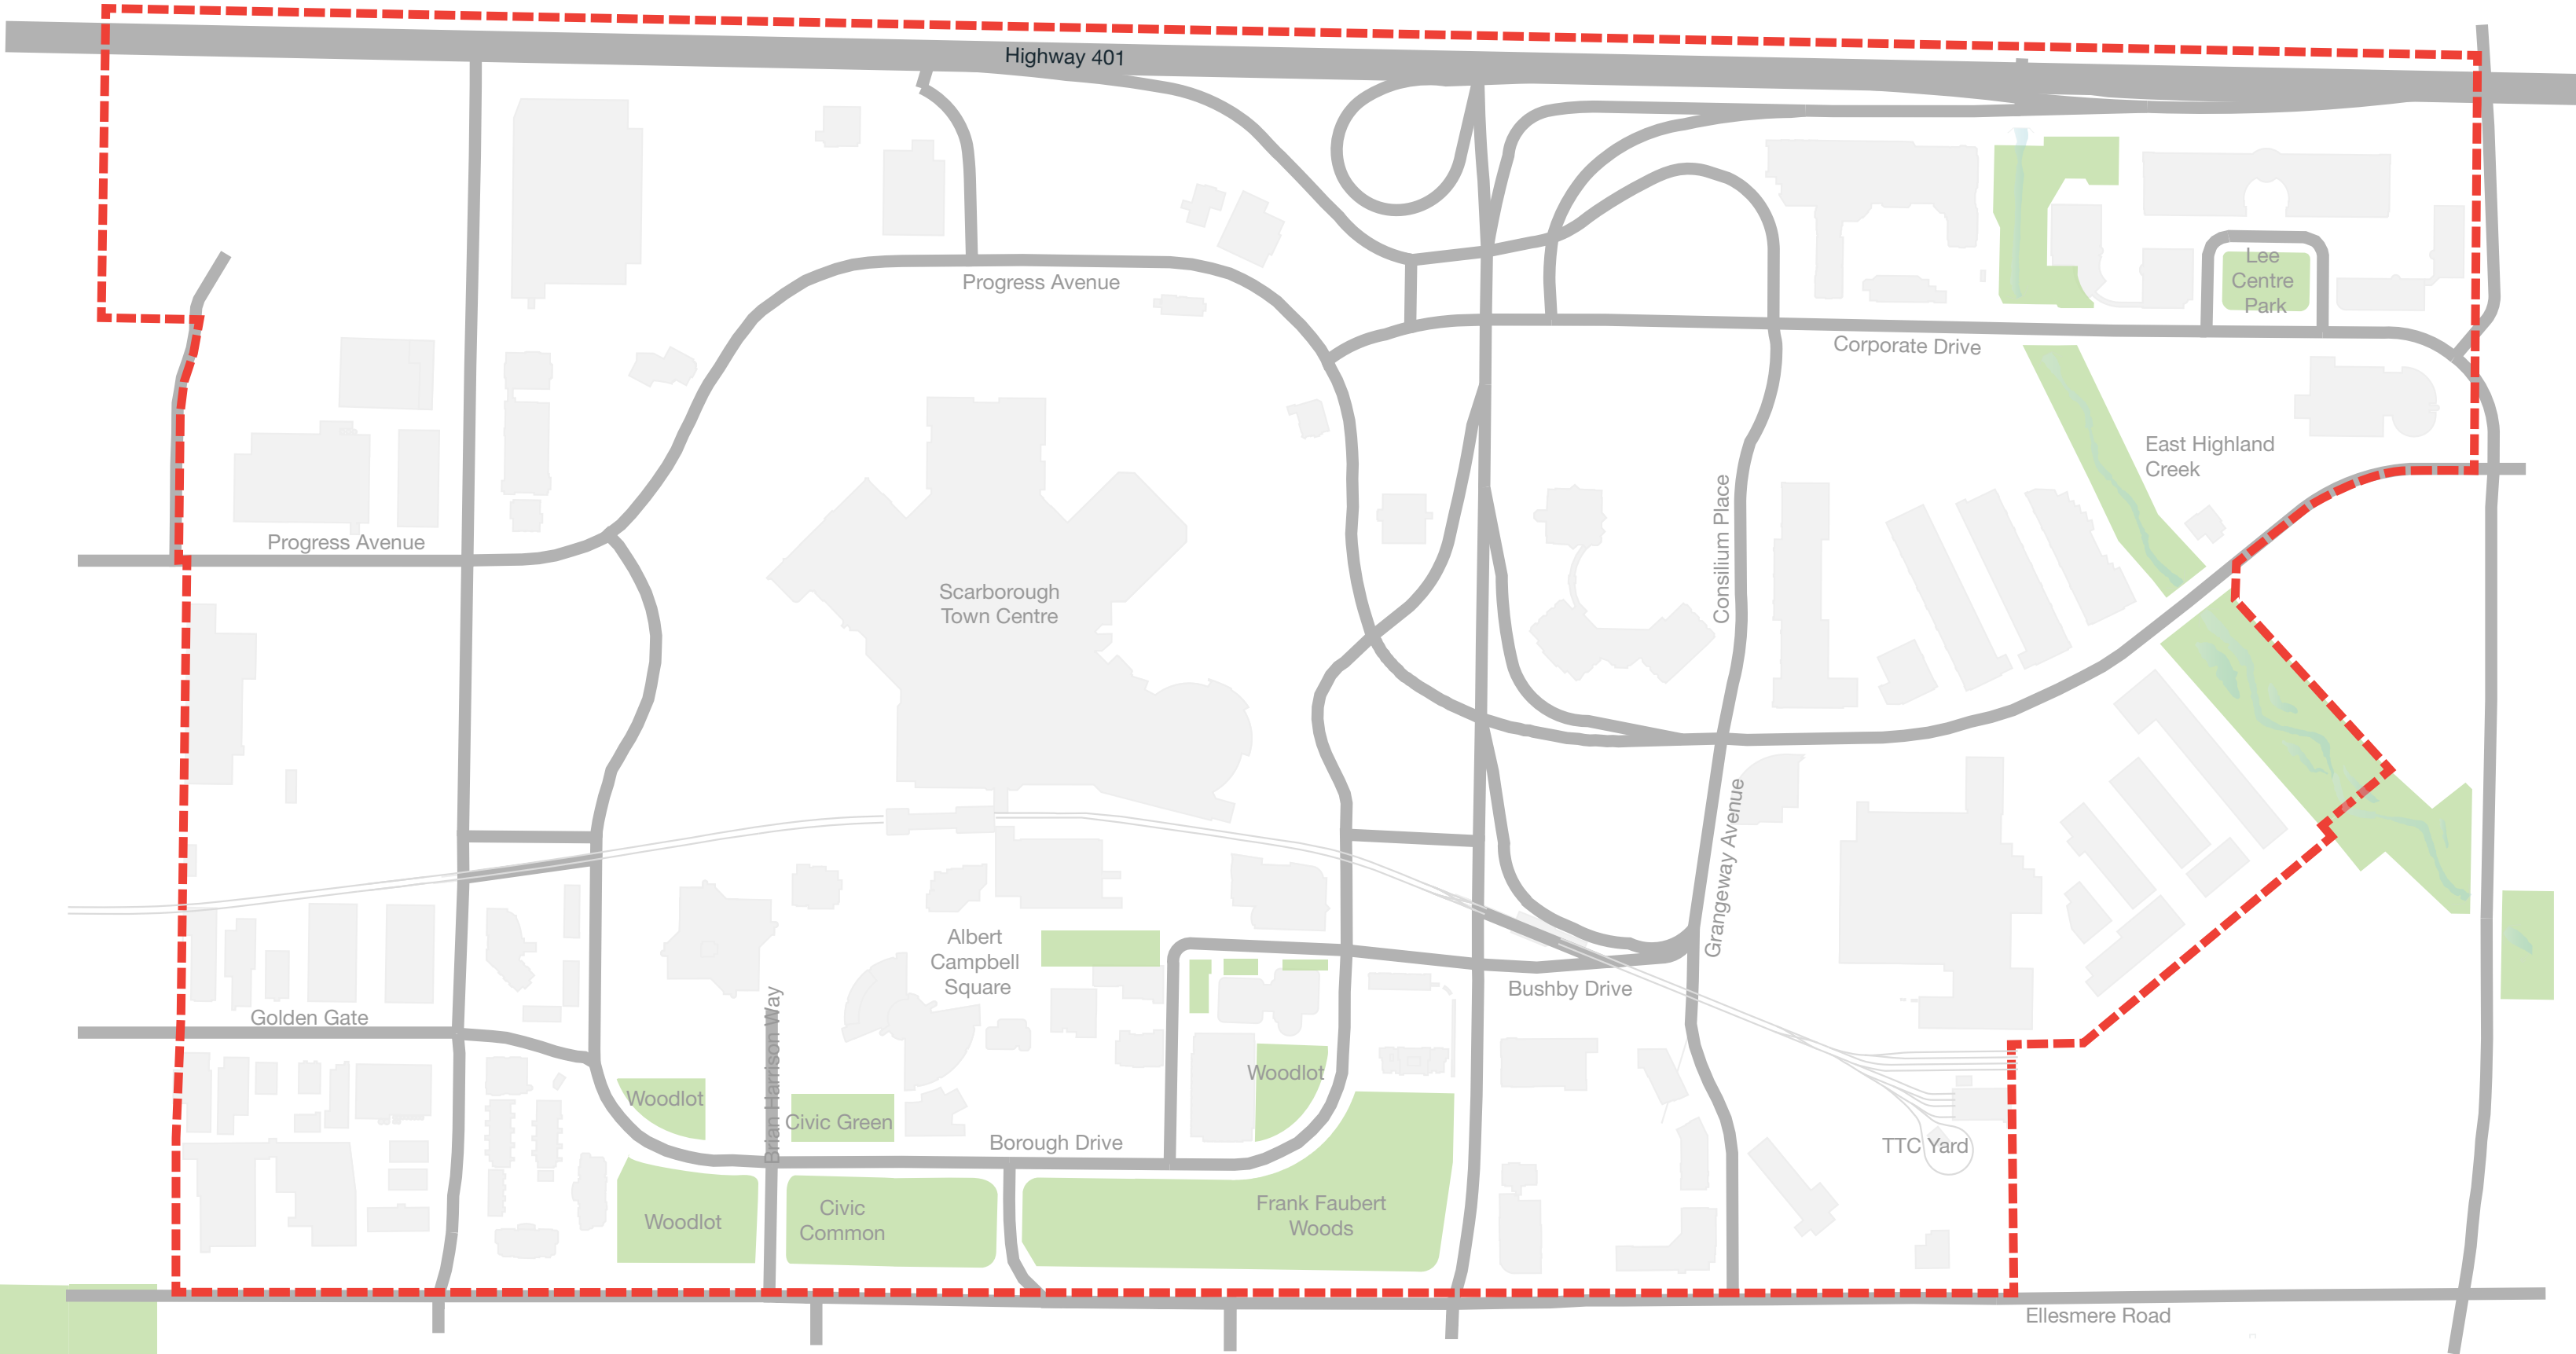 Highway 401
Progress Avenue
Lee
Centre
Park
Corporate Drive
East Highland
Creek
Progress Avenue
Consilium Place
Scarborough
Town Centre
Grangeway Avenue
Albert
Campbell
Square
Bushby Drive
Golden Gate
Brian Harrison Way
Woodlot
Woodlot
Civic Green
Borough Drive
TTC Yard
Woodlot
Civic
Common
Frank Faubert
Woods
Ellesmere Road